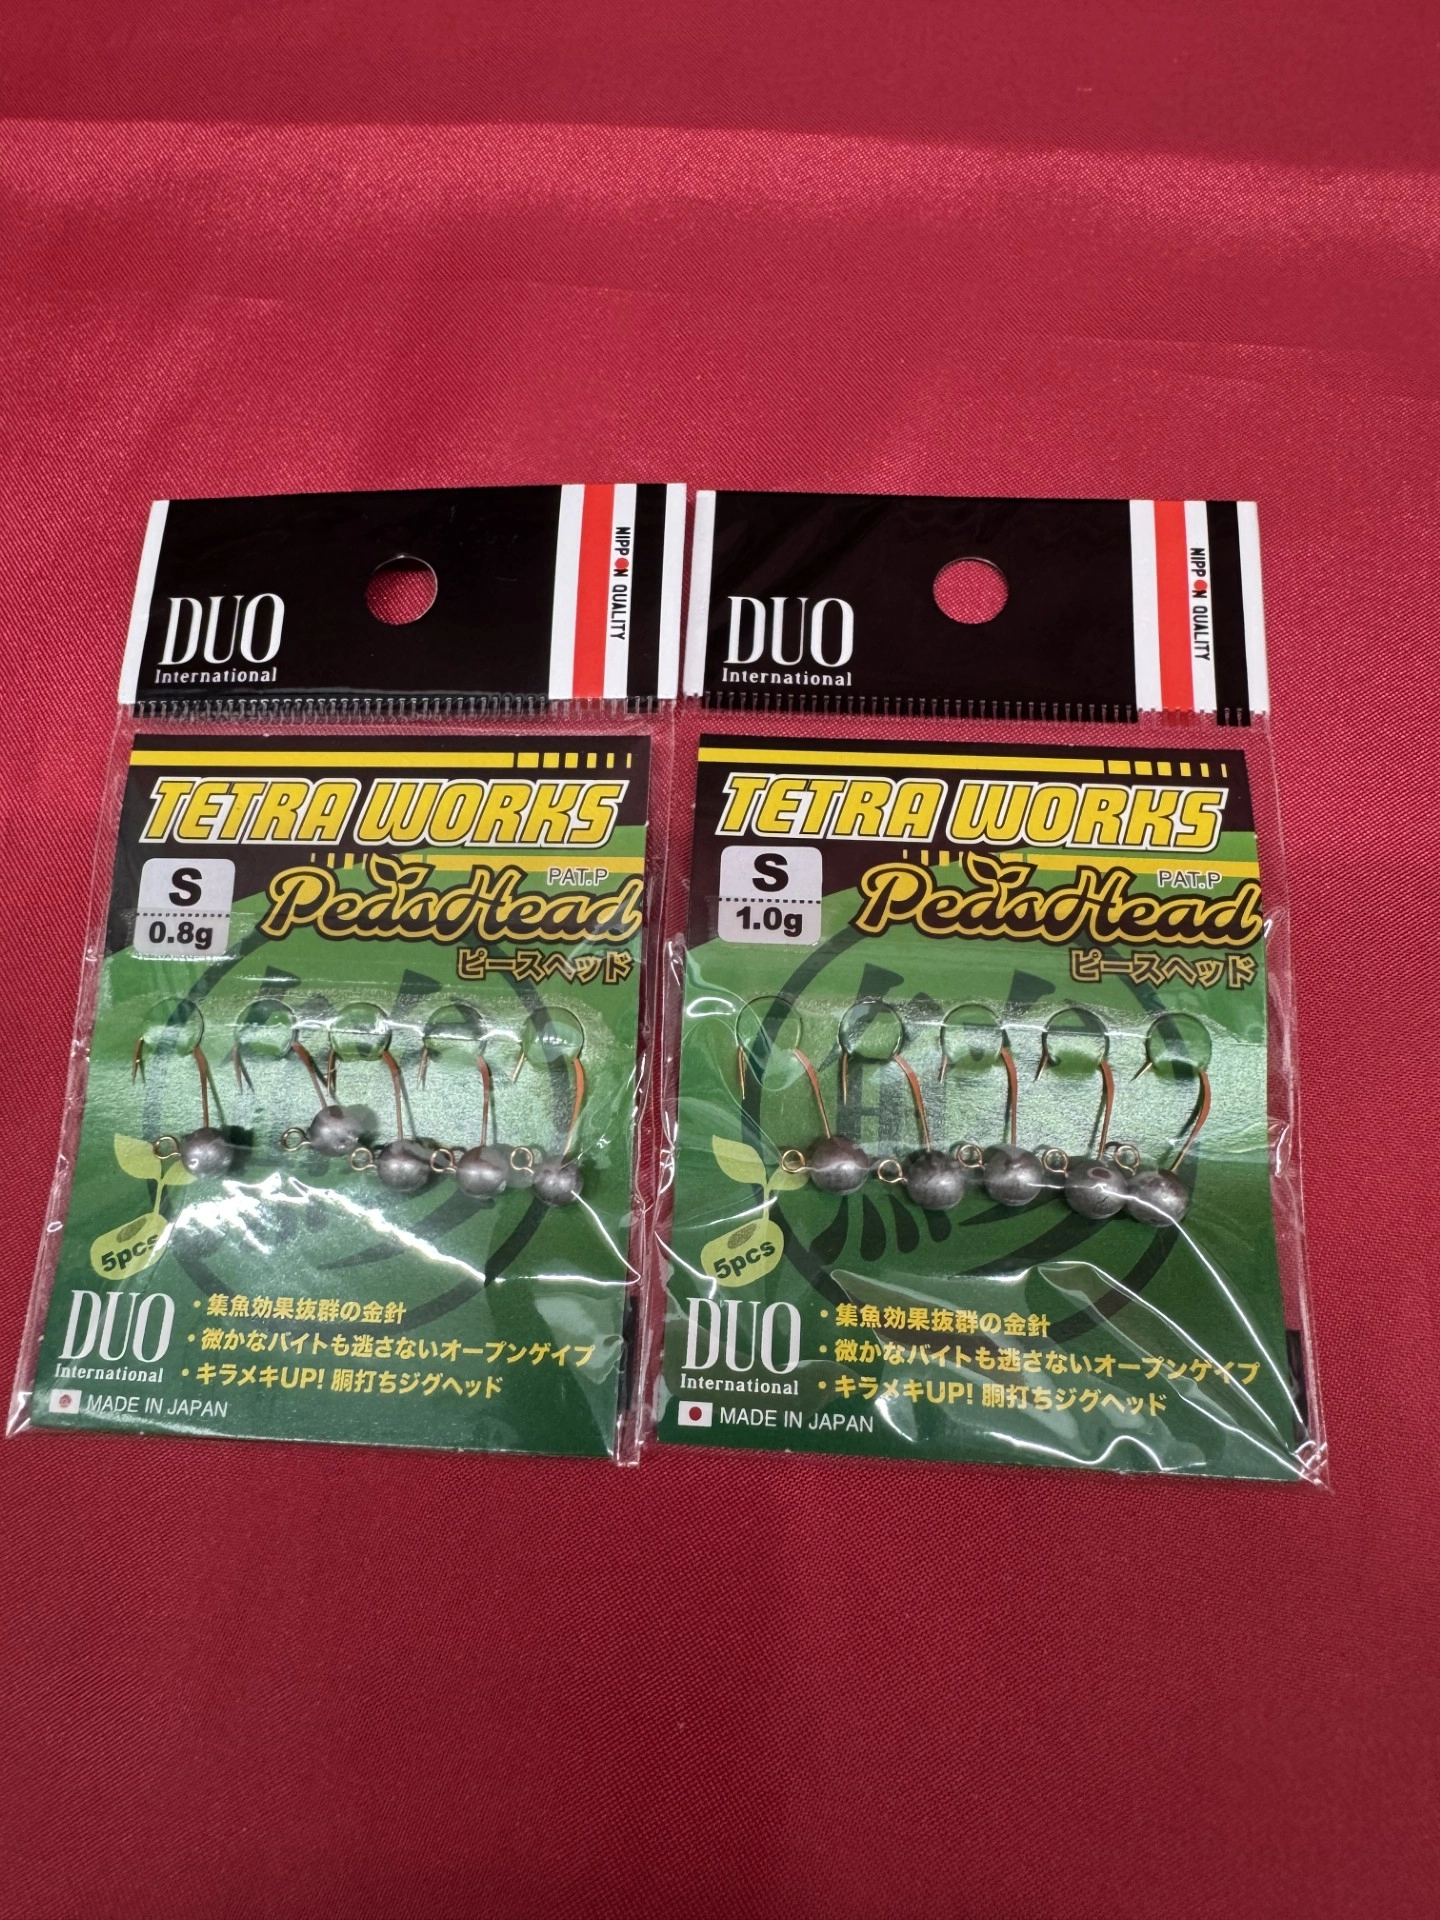 DUO
International
NIPPON QUALITY
TETRA WORKS
S
0.8g
PAT.P
PeasHead
ピースヘッド
5pcs
DUO
International
MADE IN JAPAN
・集魚効果抜群の金針
・微かなバイトも逃さないオープンゲイプ
・キラメキUP! 胴打ちジグヘッド
DUO
International
NIPPON QUALITY
TETRA WORKS
S
1.0g
PAT.P
PeasHead
ピースヘッド
5pcs
DUO
International
MADE IN JAPAN
・集魚効果抜群の金針
・微かなバイトも逃さないオープンゲイプ
・キラメキUP! 胴打ちジグヘッド